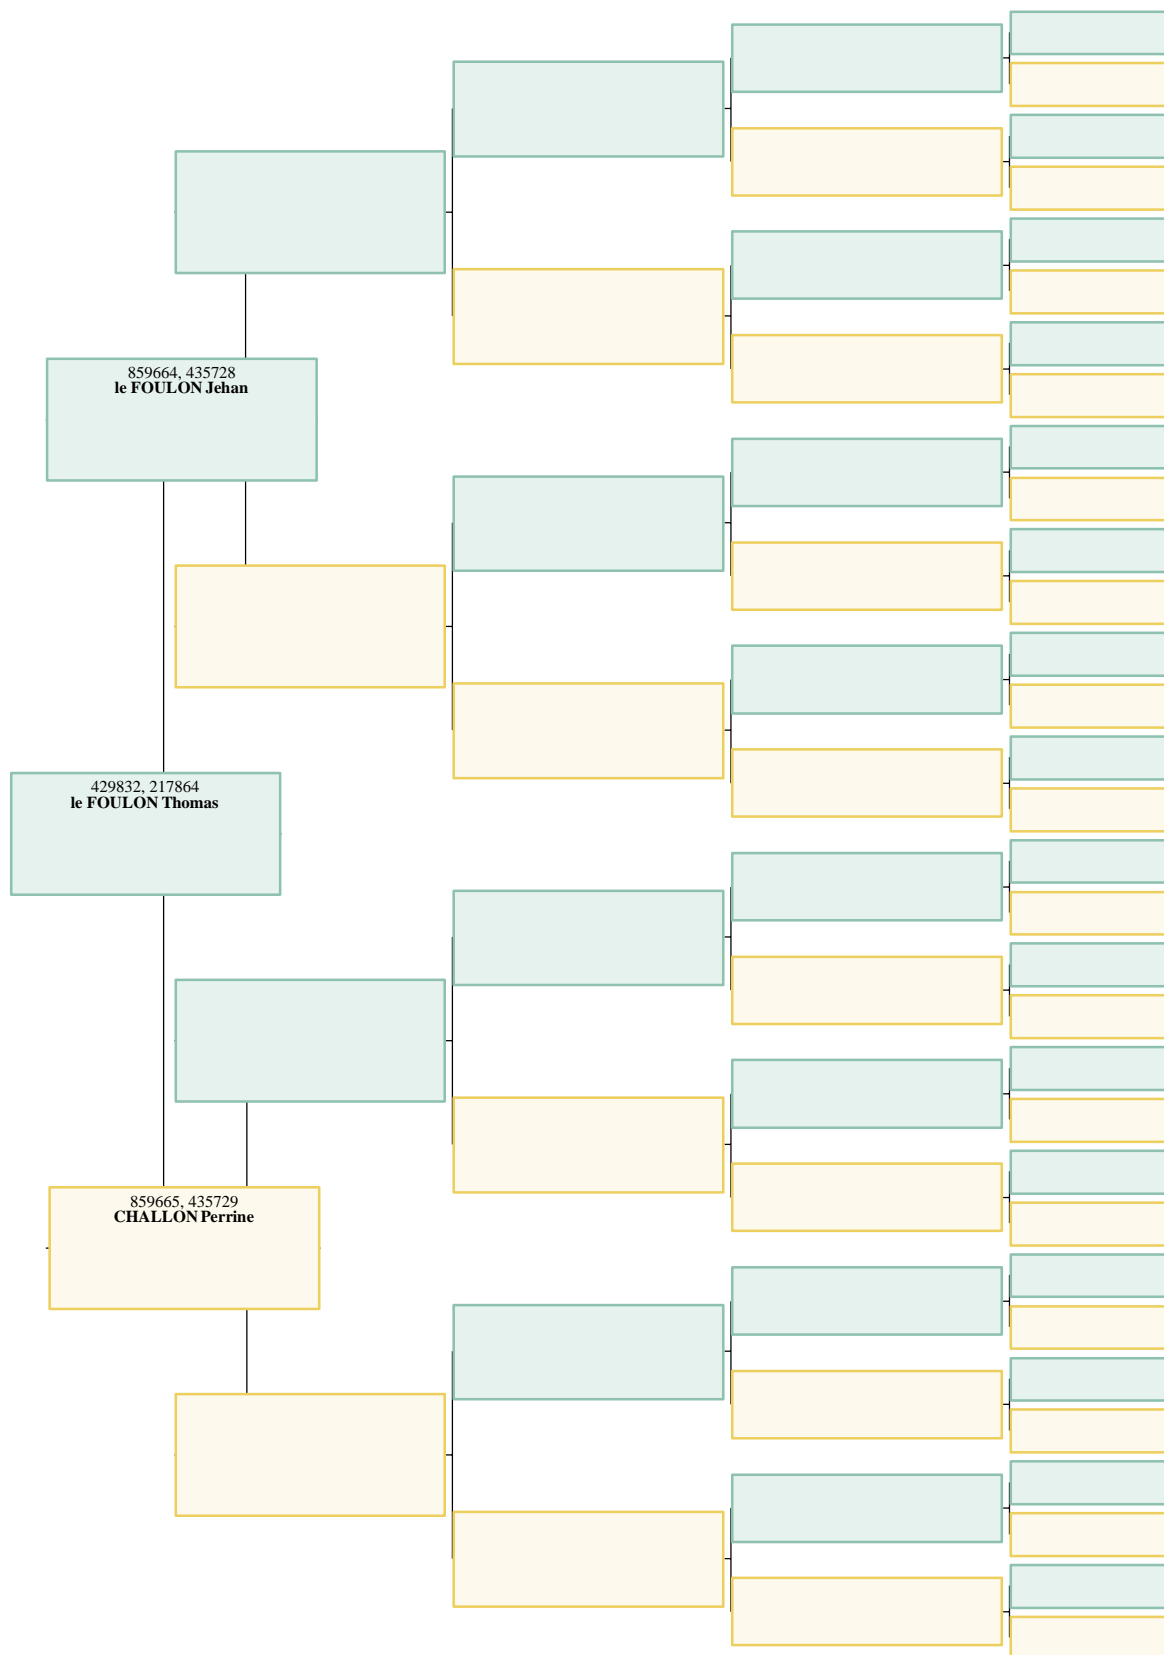 859664, 435728
le FOULON Jehan
429832, 217864
le FOULON Thomas
859665, 435729
CHALLON Perrine